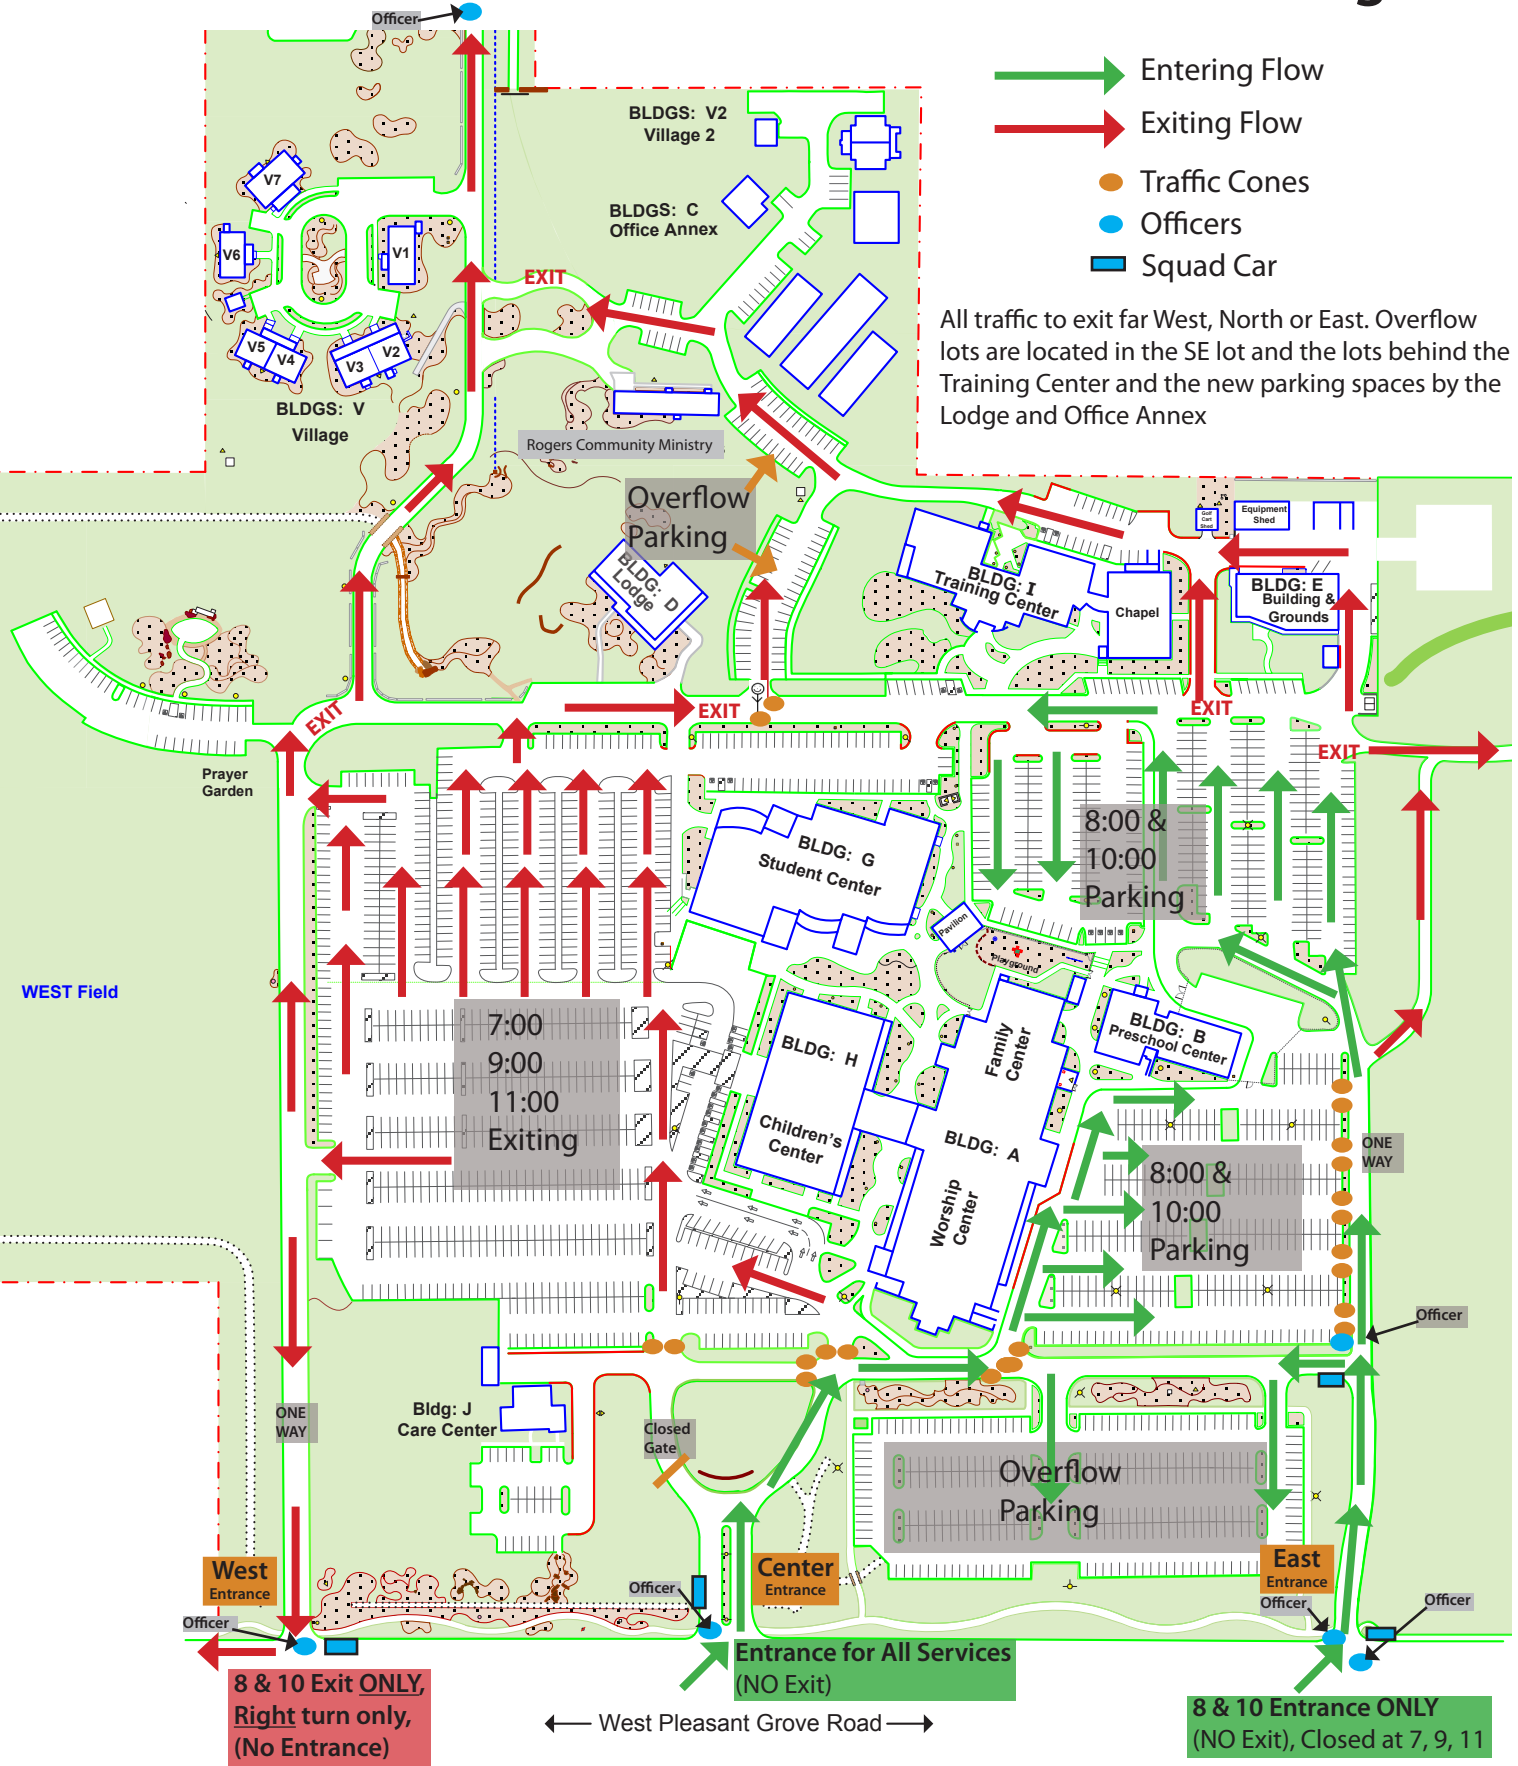 Officer
Entering Flow
Exiting Flow
Traffic Cones
Officers
Squad Car
All traffic to exit far West, North or East. Overflow
lots are located in the SE lot and the lots behind the
Training Center and the new parking spaces by the
Lodge and Office Annex
BLDGS: V2
Village 2
BLDGS: C
Office Annex
V7
V6
V1
V5
V4
V3
V2
BLDGS: V
Village
EXIT
Rogers Community Ministry
Overflow
Parking
BLDG: D
Lodge
BLDG: I
Training Center
Chapel
Golf
Cart
Shed
Equipment
Shed
BLDG: E
Building &
Grounds
EXIT
EXIT
EXIT
EXIT
Prayer
Garden
BLDG: G
Student Center
Pavilion
Playground
8:00 &
10:00
Parking
WEST Field
7:00
9:00
11:00
Exiting
BLDG: H
Children's
Center
Family
Center
BLDG: B
Preschool Center
BLDG: A
Worship
Center
8:00 &
10:00
Parking
ONE
WAY
Officer
Bldg: J
Care Center
ONE
WAY
Closed
Gate
Overflow
Parking
West
Entrance
Center
Entrance
East
Entrance
Officer
Officer
Officer
Officer
8 & 10 Exit ONLY,
Right turn only,
(No Entrance)
Entrance for All Services
(NO Exit)
West Pleasant Grove Road
8 & 10 Entrance ONLY
(NO Exit), Closed at 7, 9, 11